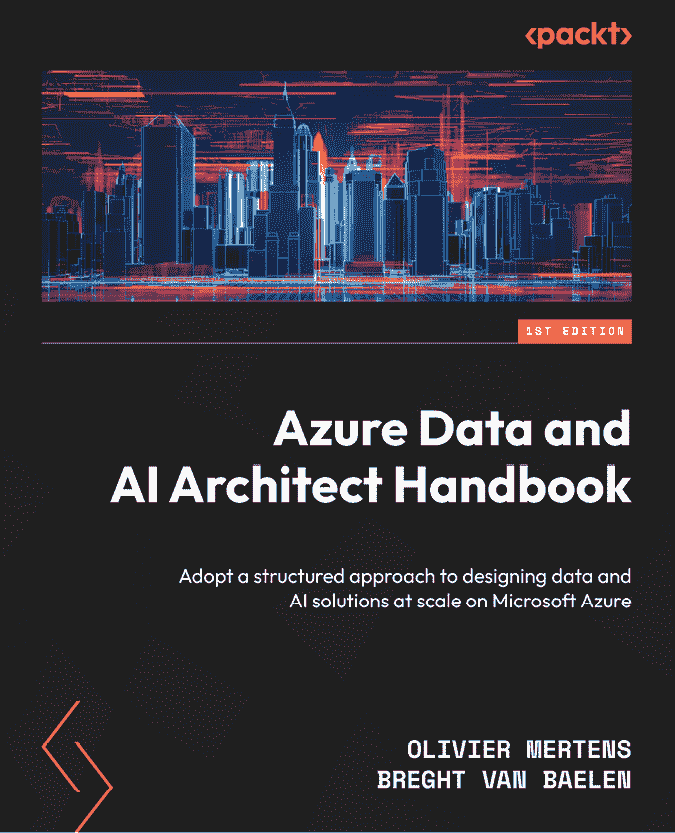 <packt>
1ST EDITION
Azure Data and
AI Architect Handbook
Adopt a structured approach to designing data and
AI solutions at scale on Microsoft Azure
OLIVIER MERTENS
BREGHT VAN BAELEN